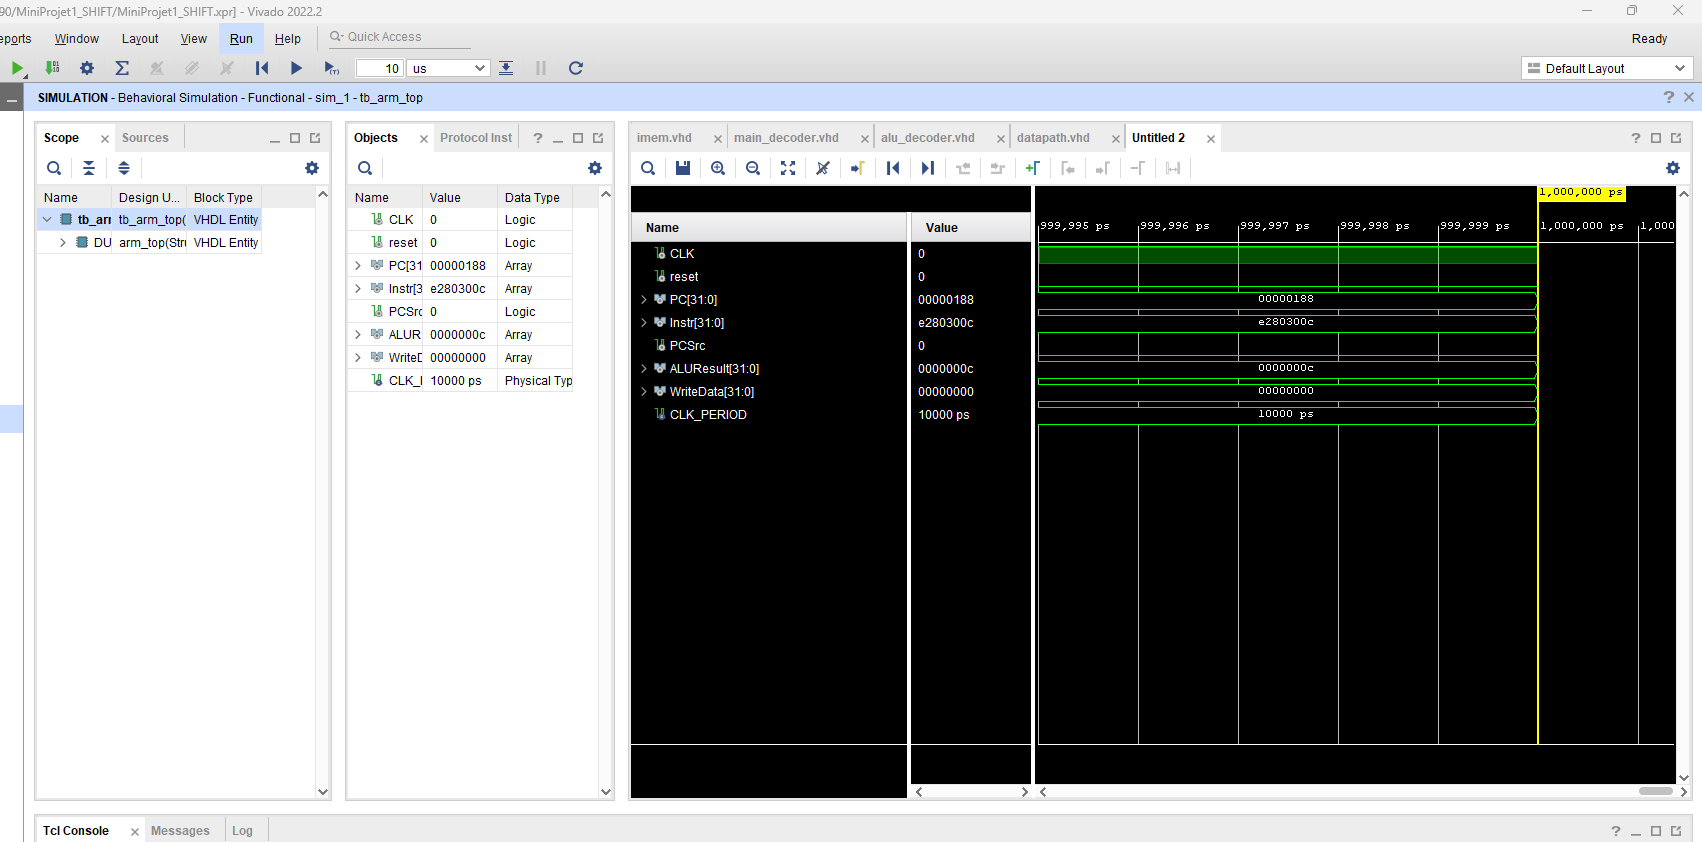 90/MiniProjet1_SHIFT/MiniProjet1_SHIFT.xpr] - Vivado 2022.2
eports Window Layout View Run Help Quick Access Ready
10 us Default Layout
SIMULATION - Behavioral Simulation - Functional - sim_1 - tb_arm_top
Scope Sources
Name Design U... Block Type
tb_arm tb_arm_top( VHDL Entity
DU arm_top(Stru VHDL Entity
Objects Protocol Inst
Name Value Data Type
CLK 0 Logic
reset 0 Logic
PC[31 00000188 Array
Instr[3 e280300c Array
PCSrc 0 Logic
ALUR 0000000c Array
WriteD 00000000 Array
CLK_I 10000 ps Physical Typ
imem.vhd main_decoder.vhd alu_decoder.vhd datapath.vhd Untitled 2
1,000,000 ps
Name Value 999,995 ps 999,996 ps 999,997 ps 999,998 ps 999,999 ps 1,000,000 ps 1,000
CLK 0
reset 0
PC[31:0] 00000188 00000188
Instr[31:0] e280300c e280300c
PCSrc 0
ALUResult[31:0] 0000000c 0000000c
WriteData[31:0] 00000000 00000000
CLK_PERIOD 10000 ps 10000 ps
Tcl Console Messages Log